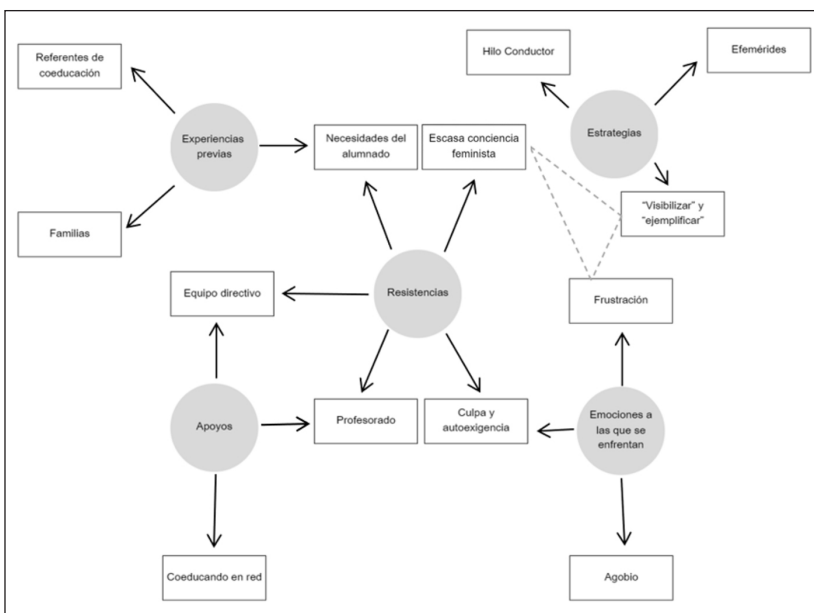 Referentes de
coeducación
Hilo Conductor
Efemérides
Experiencias
previas
Necesidades del
alumnado
Escasa conciencia
feminista
Estrategias
"Visibilizar" y
"ejemplificar"
Familias
Equipo directivo
Resistencias
Frustración
Apoyos
Profesorado
Culpa y
autoexigencia
Emociones a
las que se
enfrentan
Coeducando en red
Agobio